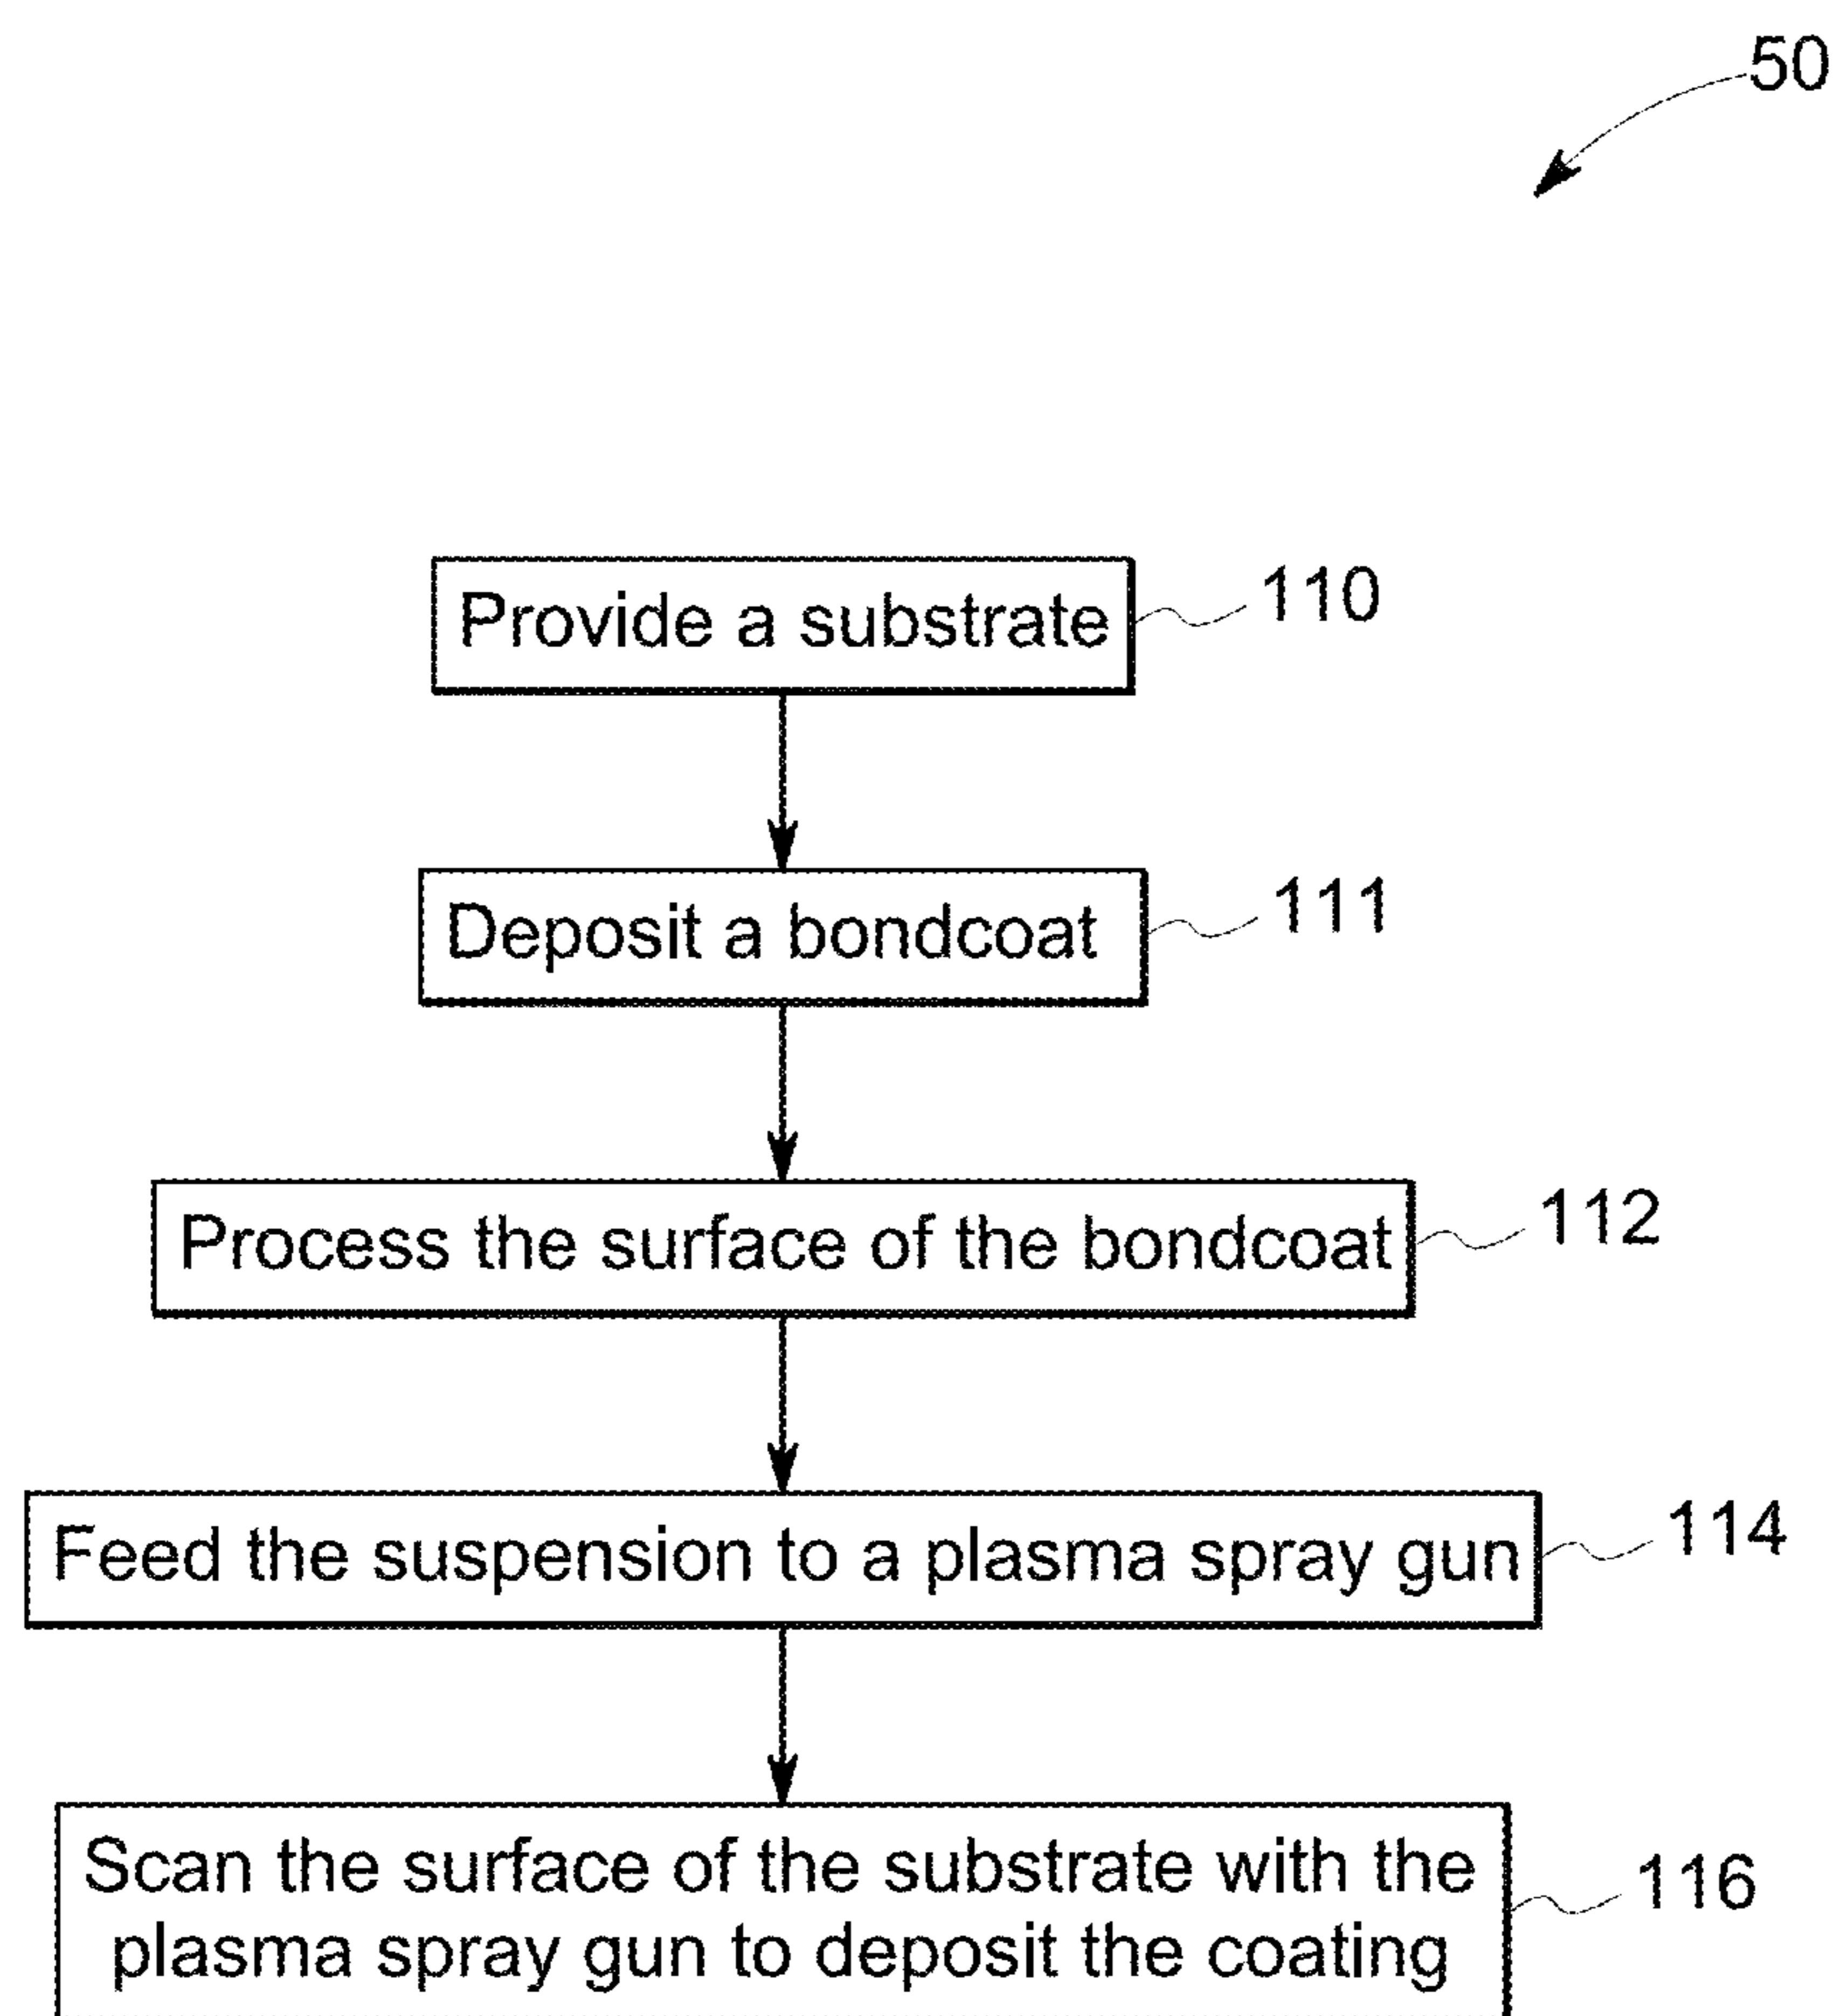 50
Provide a substrate
110
Deposit a bondcoat
111
Process the surface of the bondcoat
112
Feed the suspension to a plasma spray gun
114
Scan the surface of the substrate with the
plasma spray gun to deposit the coating
116